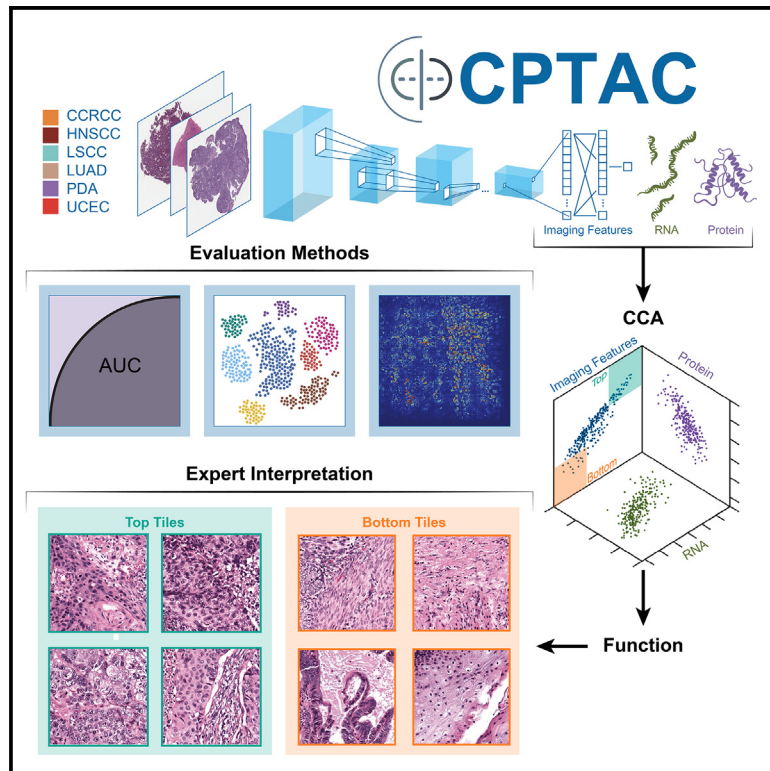 CPTAC
CCRCC
HNSCC
LSCC
LUAD
PDA
UCEC
...
Imaging Features
RNA
Protein
Evaluation Methods
AUC
CCA
Imaging Features
Top
Bottom
Protein
RNA
Function
Expert Interpretation
Top Tiles
Bottom Tiles